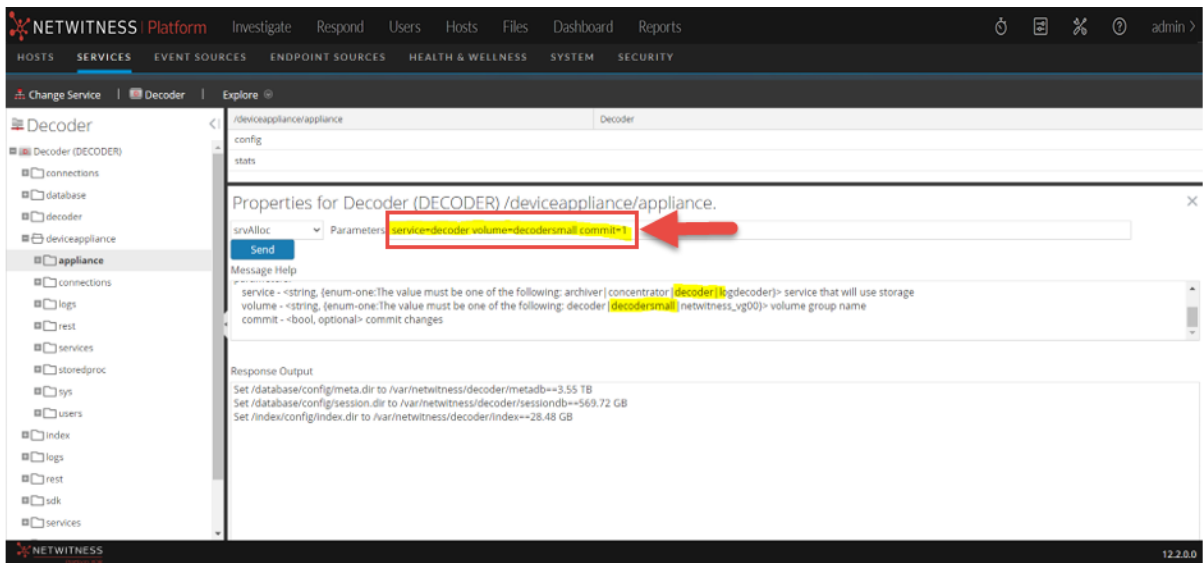 NETWITNESS | Platform Investigate Respond Users Hosts Files Dashboard Reports admin >
HOSTS SERVICES EVENT SOURCES ENDPOINT SOURCES HEALTH & WELLNESS SYSTEM SECURITY
Change Service | Decoder | Explore
Decoder
Decoder (DECODER)
connections
database
decoder
deviceappliance
appliance
connections
logs
rest
services
storedproc
sys
users
index
logs
rest
sdk
services
/deviceappliance/appliance Decoder
config
stats
Properties for Decoder (DECODER) /deviceappliance/appliance.
srvAlloc Parameters service=decoder volume=decodersmall commit=1
Send
Message Help
service - <string, {enum-one:The value must be one of the following: archiver|concentrator|decoder|logdecoder}> service that will use storage
volume - <string, {enum-one:The value must be one of the following: decoder|decodersmall|netwitness_vg00}> volume group name
commit - <bool, optional> commit changes
Response Output
Set /database/config/meta.dir to /var/netwitness/decoder/metadb==3.55 TB
Set /database/config/session.dir to /var/netwitness/decoder/sessiondb==569.72 GB
Set /index/config/index.dir to /var/netwitness/decoder/index==28.48 GB
NETWITNESS
12.2.0.0